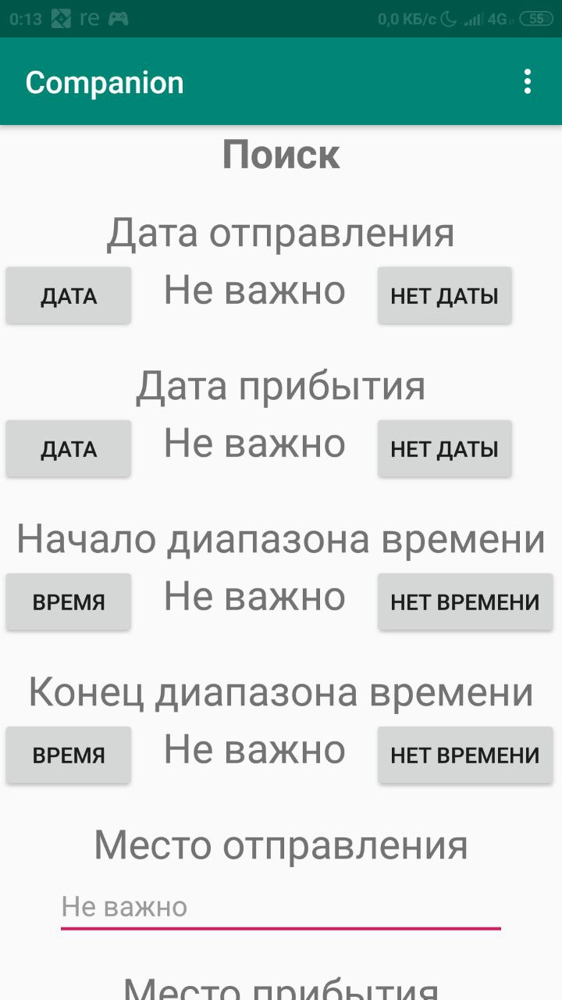 0:13 re 0,0 КБ/с 4G 55
Companion
Поиск
Дата отправления
ДАТА Не важно НЕТ ДАТЫ
Дата прибытия
ДАТА Не важно НЕТ ДАТЫ
Начало диапазона времени
ВРЕМЯ Не важно НЕТ ВРЕМЕНИ
Конец диапазона времени
ВРЕМЯ Не важно НЕТ ВРЕМЕНИ
Место отправления
Не важно
Место прибытия